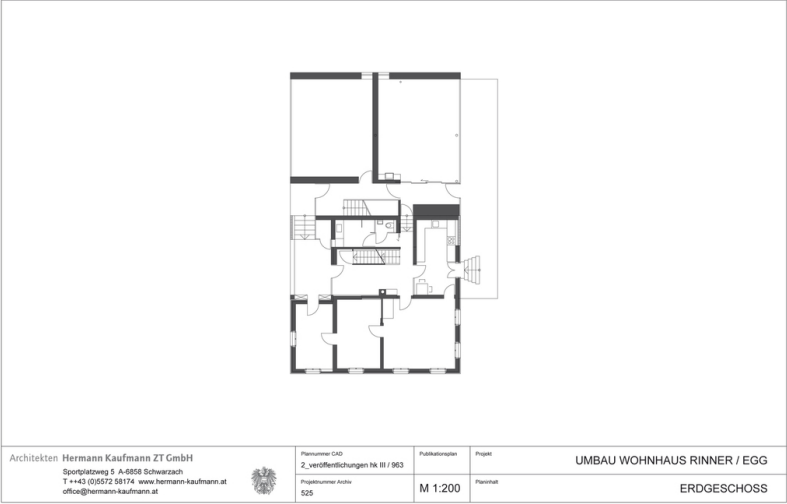 Architekten Hermann Kaufmann ZT GmbH
Sportplatzweg 5 A-6858 Schwarzach
T ++43 (0)5572 58174 www.hermann-kaufmann.at
office@hermann-kaufmann.at
Plannummer CAD
2_veröffentlichungen hk III / 963
Projektnummer Archiv
525
Publikationsplan
M 1:200
Projekt
UMBAU WOHNHAUS RINNER / EGG
Planinhalt
ERDGESCHOSS